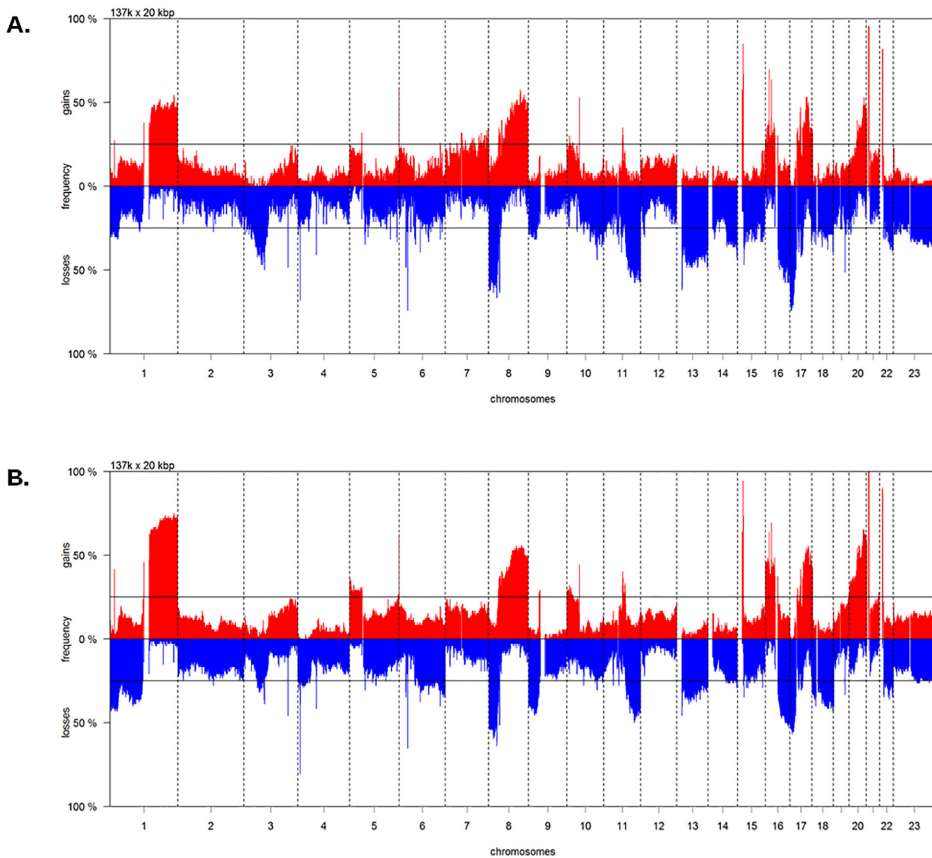 A.
137k x 20 kbp
100 %
gains
50 %
frequency
0 %
losses
50 %
100 %
1 2 3 4 5 6 7 8 9 10 11 12 13 14 15 16 17 18 20 22 23
chromosomes
B.
137k x 20 kbp
100 %
gains
50 %
frequency
0 %
losses
50 %
100 %
1 2 3 4 5 6 7 8 9 10 11 12 13 14 15 16 17 18 20 22 23
chromosomes